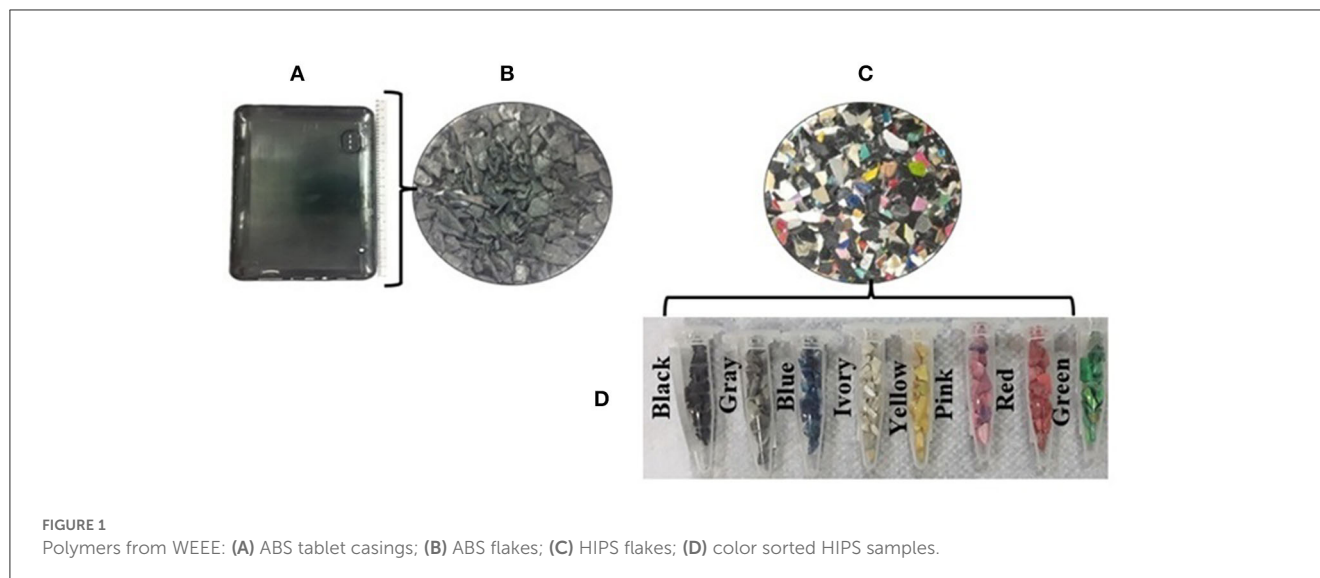 A
B
C
D
Black
Gray
Blue
Ivory
Yellow
Pink
Red
Green
FIGURE 1
Polymers from WEEE: (A) ABS tablet casings; (B) ABS flakes; (C) HIPS flakes; (D) color sorted HIPS samples.